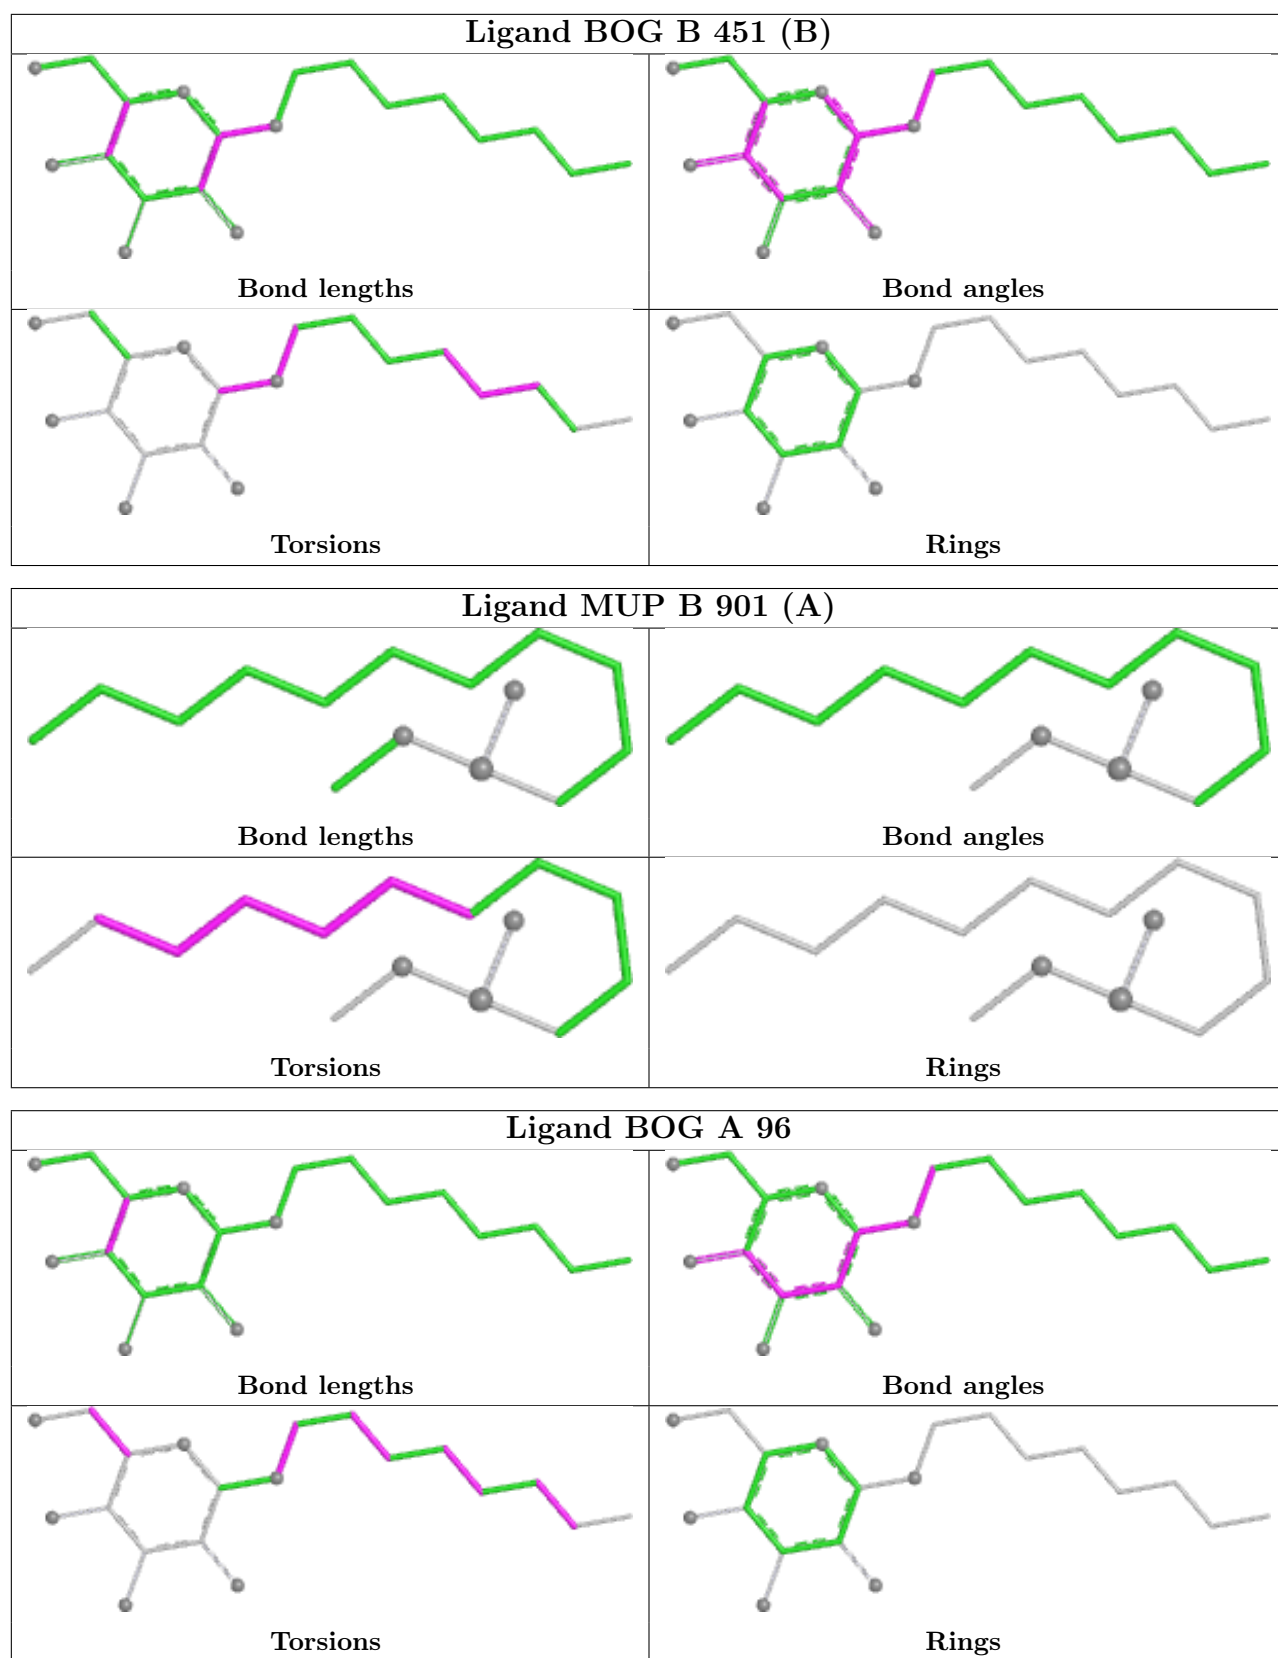 Ligand BOG B 451 (B)
Bond lengths
Bond angles
Torsions
Rings
Ligand MUP B 901 (A)
Bond lengths
Bond angles
Torsions
Rings
Ligand BOG A 96
Bond lengths
Bond angles
Torsions
Rings